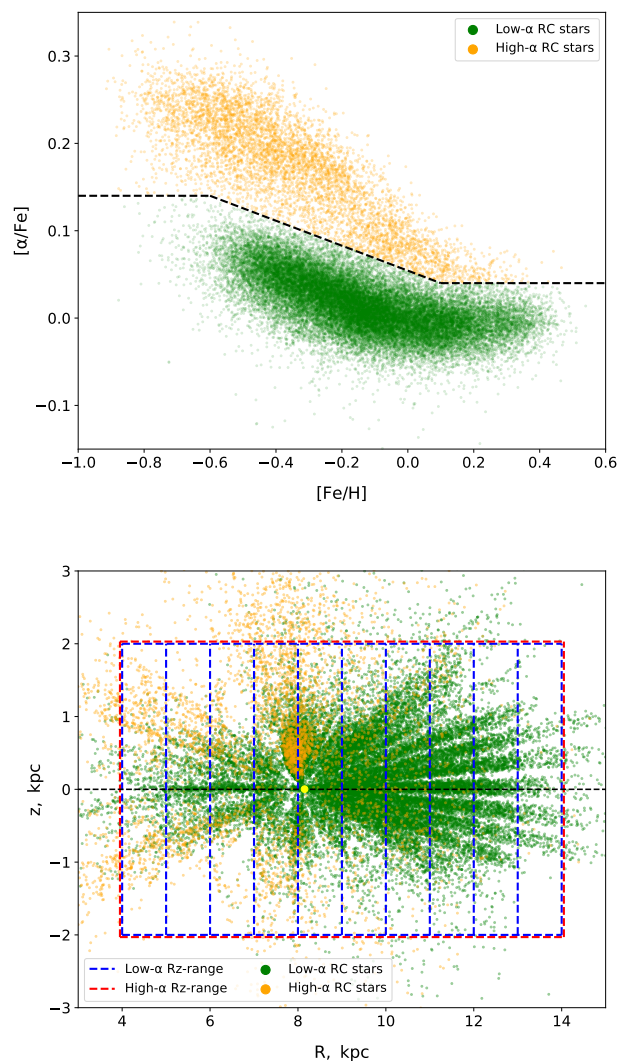 Low-α RC stars
High-α RC stars
0.3
0.2
0.1
0.0
−0.1
[α/Fe]
−1.0 −0.8 −0.6 −0.4 −0.2 0.0 0.2 0.4 0.6
[Fe/H]
3
2
1
0
−1
−2
−3
z, kpc
Low-α Rz-range
High-α Rz-range
Low-α RC stars
High-α RC stars
4 6 8 10 12 14
R, kpc